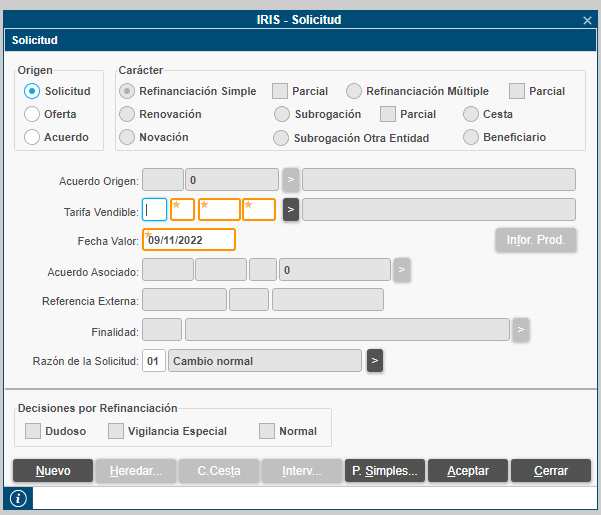 IRIS - Solicitud
Solicitud
Origen
Carácter
Solicitud
Refinanciación Simple
Parcial
Refinanciación Múltiple
Parcial
Oferta
Renovación
Subrogación
Parcial
Cesta
Acuerdo
Novación
Subrogación Otra Entidad
Beneficiario
Acuerdo Origen:
0
>
Tarifa Vendible:
* * *
>
Fecha Valor:
*09/11/2022
Infor. Prod.
Acuerdo Asociado:
0
>
Referencia Externa:
Finalidad:
>
Razón de la Solicitud:
01
Cambio normal
>
Decisiones por Refinanciación
Dudoso
Vigilancia Especial
Normal
Nuevo
Heredar...
C.Cesta
Interv...
P. Simples...
Aceptar
Cerrar